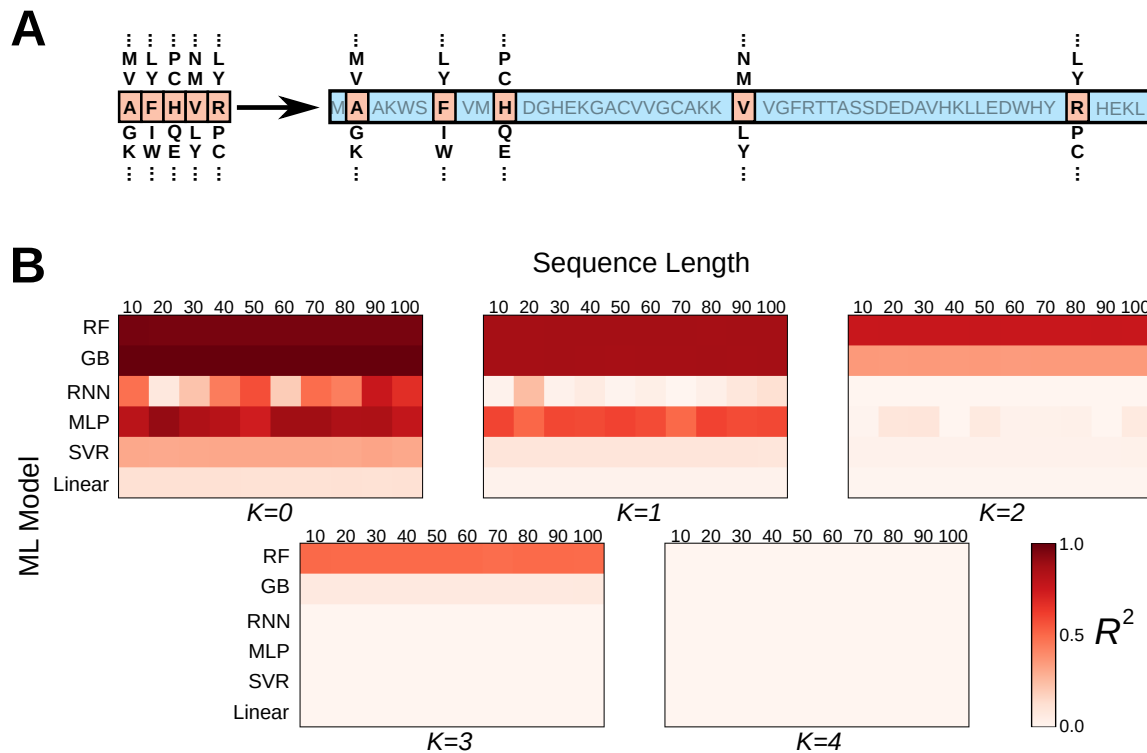 A
⋮ ⋮ ⋮ ⋮ ⋮ ⋮ ⋮ ⋮ ⋮ ⋮
M L P N L M L P N L
V Y C M Y V Y C M Y
A F H V R M A AKWS F VM H DGHEKGACVVGCAKK V VGFRTTASSDEDAVHKLLEDWHY R HEKL
G I Q L P G I Q L P
K W E Y C K W E Y C
⋮ ⋮ ⋮ ⋮ ⋮ ⋮ ⋮ ⋮ ⋮ ⋮
B
Sequence Length
10 20 30 40 50 60 70 80 90 100
10 20 30 40 50 60 70 80 90 100
10 20 30 40 50 60 70 80 90 100
RF
GB
RNN
MLP
SVR
Linear
K=0
K=1
K=2
ML Model
10 20 30 40 50 60 70 80 90 100
10 20 30 40 50 60 70 80 90 100
RF
GB
RNN
MLP
SVR
Linear
K=3
K=4
1.0
0.5
0.0
R²